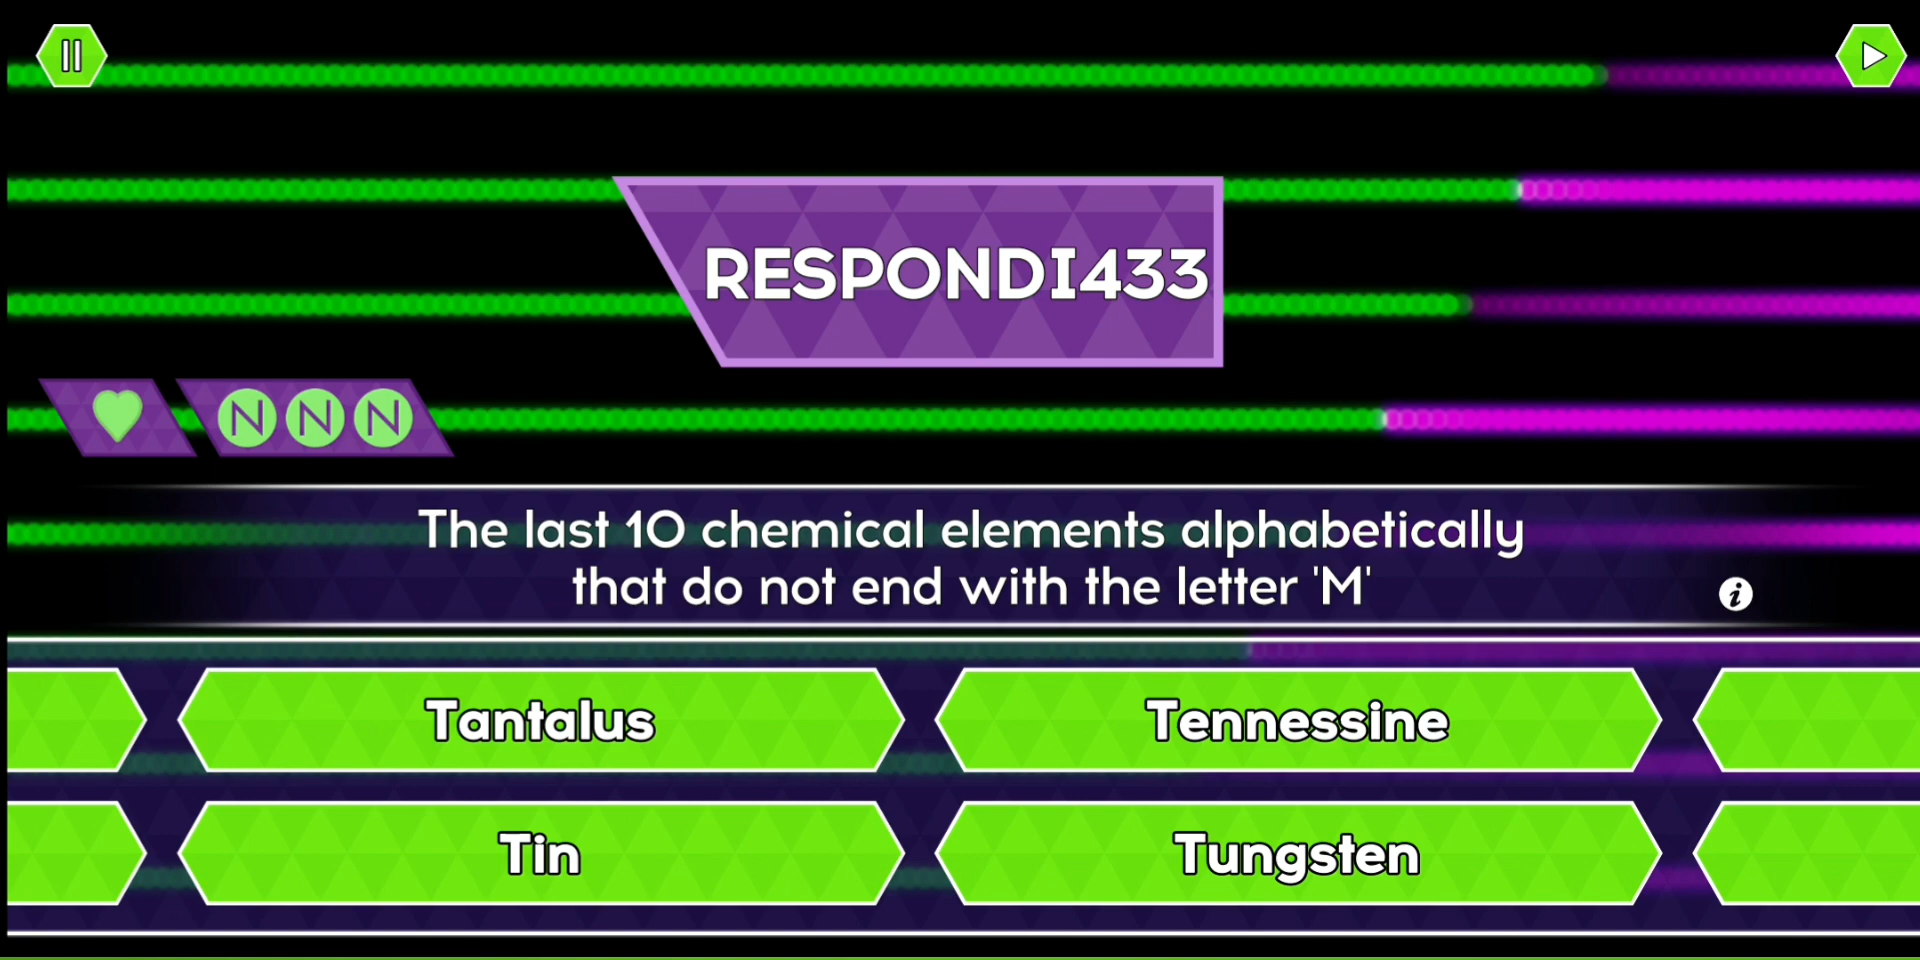 RESPONDI433
N N N
The last 10 chemical elements alphabetically
that do not end with the letter 'M'
i
Tantalus
Tennessine
Tin
Tungsten